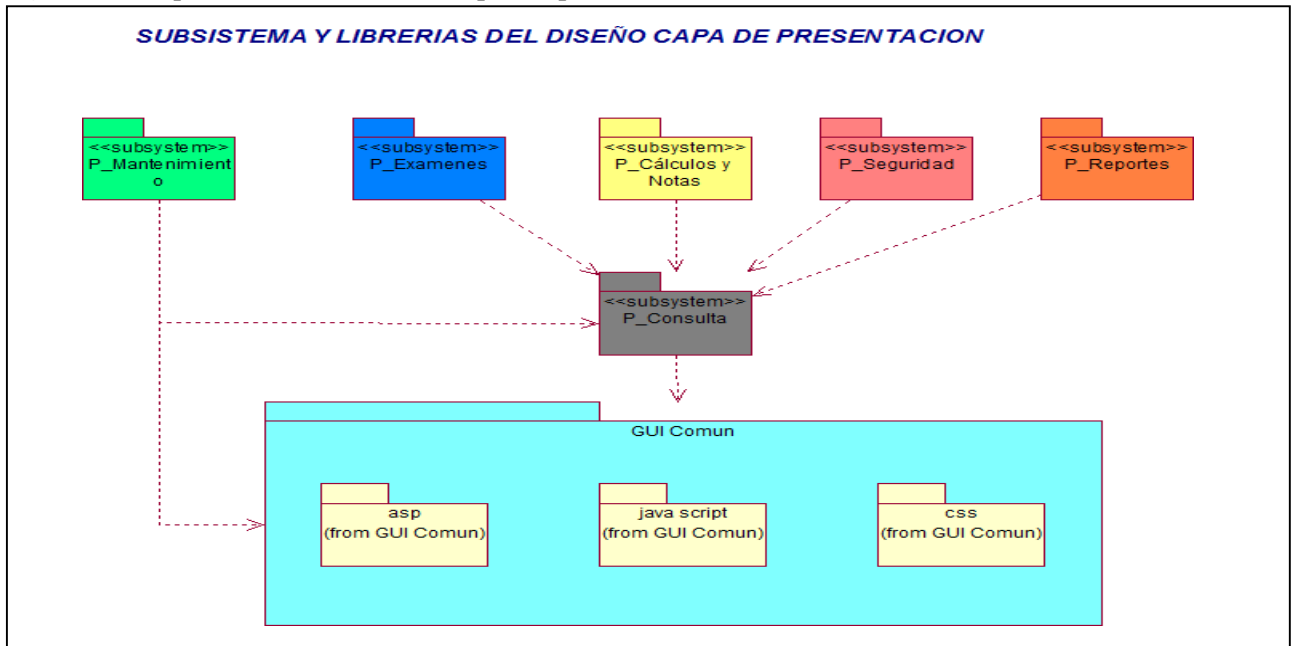 SUBSISTEMA Y LIBRERIAS DEL DISEÑO CAPA DE PRESENTACION
<<subsystem>>
P_Mantenimient
o
<<subsystem>>
P_Examenes
<<subsystem>>
P_Cálculos y
Notas
<<subsystem>>
P_Seguridad
<<subsystem>>
P_Reportes
<<subsystem>>
P_Consulta
GUI Comun
asp
(from GUI Comun)
java script
(from GUI Comun)
css
(from GUI Comun)